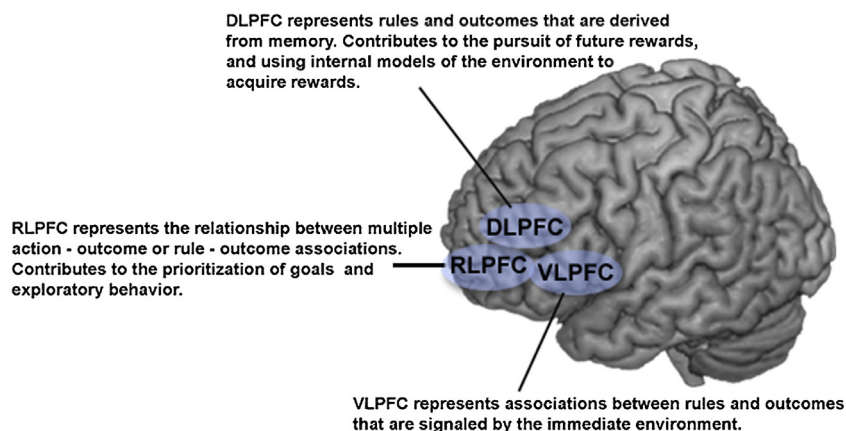 DLPFC represents rules and outcomes that are derived
from memory. Contributes to the pursuit of future rewards,
and using internal models of the environment to
acquire rewards.
RLPFC represents the relationship between multiple
action - outcome or rule - outcome associations.
Contributes to the prioritization of goals and
exploratory behavior.
DLPFC
RLPFC
VLPFC
VLPFC represents associations between rules and outcomes
that are signaled by the immediate environment.